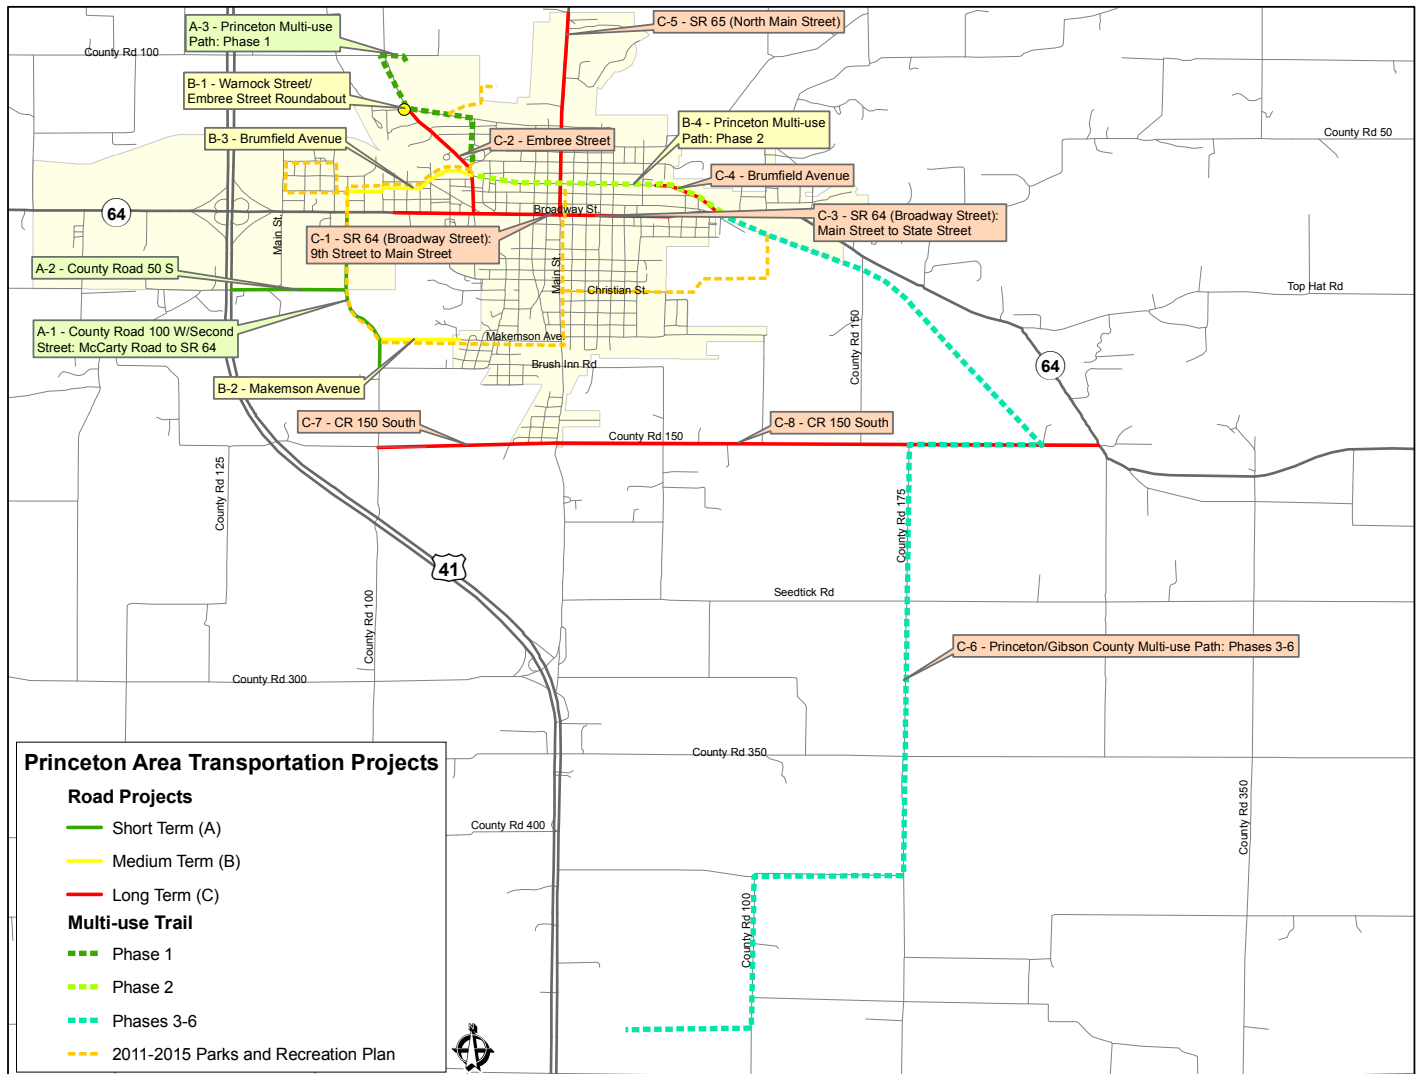 C-5 - SR 65 (North Main Street)
A-3 - Princeton Multi-use
Path: Phase 1
County Rd 100
B-1 - Warnock Street/
Embree Street Roundabout
B-4 - Princeton Multi-use
Path: Phase 2
B-3 - Brumfield Avenue
C-2 - Embree Street
County Rd 50
C-4 - Brumfield Avenue
64
Broadway St.
Main St.
C-1 - SR 64 (Broadway Street):
9th Street to Main Street
C-3 - SR 64 (Broadway Street):
Main Street to State Street
A-2 - County Road 50 S
Main St.
Christian St.
Top Hat Rd
A-1 - County Road 100 W/Second
Street: McCarty Road to SR 64
Makemson Ave.
County Rd 150
Brush Inn Rd
64
B-2 - Makemson Avenue
C-7 - CR 150 South
C-8 - CR 150 South
County Rd 150
County Rd 125
County Rd 175
41
Seedtick Rd
County Rd 100
C-6 - Princeton/Gibson County Multi-use Path: Phases 3-6
County Rd 300
County Rd 350
County Rd 400
County Rd 350
County Rd 100
Princeton Area Transportation Projects
Road Projects
Short Term (A)
Medium Term (B)
Long Term (C)
Multi-use Trail
Phase 1
Phase 2
Phases 3-6
2011-2015 Parks and Recreation Plan